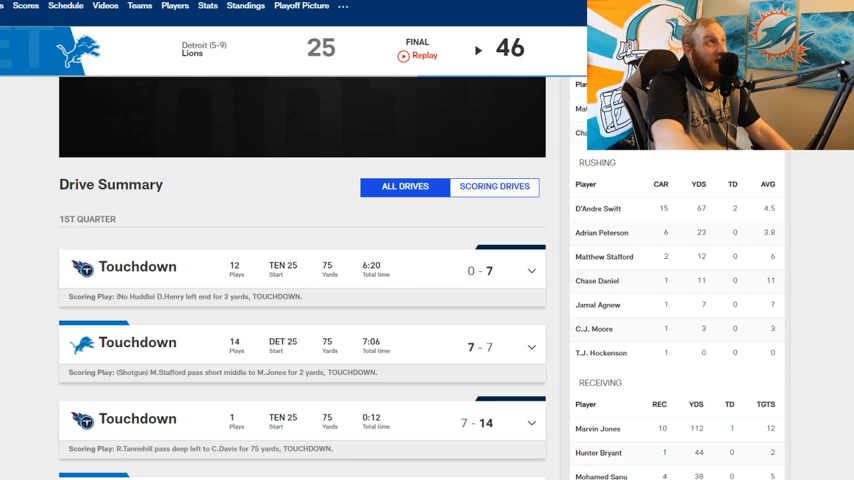 s Scores Schedule Videos Teams Players Stats Standings Playoff Picture ...
Detroit (5-9)
Lions
25
FINAL
Replay
46
Drive Summary
ALL DRIVES SCORING DRIVES
1ST QUARTER
Touchdown 12 TEN 25 75 6:20 0 - 7
Plays Start Yards Total time
Scoring Play: (No Huddle) D.Henry left end for 3 yards, TOUCHDOWN.
Touchdown 14 DET 25 75 7:06 7 - 7
Plays Start Yards Total time
Scoring Play: (Shotgun) M.Stafford pass short middle to M.Jones for 2 yards, TOUCHDOWN.
Touchdown 1 TEN 25 75 0:12 7 - 14
Plays Start Yards Total time
Scoring Play: R.Tannehill pass deep left to C.Davis for 75 yards, TOUCHDOWN.
Pla
Mat
Cha
RUSHING
Player CAR YDS TD AVG
D'Andre Swift 15 67 2 4.5
Adrian Peterson 6 23 0 3.8
Matthew Stafford 2 12 0 6
Chase Daniel 1 11 0 11
Jamal Agnew 1 7 0 7
C.J. Moore 1 3 0 3
T.J. Hockenson 1 0 0 0
RECEIVING
Player REC YDS TD TGTS
Marvin Jones 10 112 1 12
Hunter Bryant 1 44 0 2
Mohamed Sanu 4 38 0 5